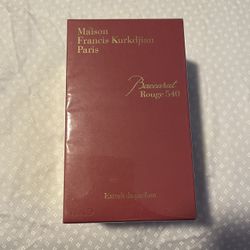 Maison
Francis Kurkdjian
Paris
Baccarat
Rouge 540
Extrait de parfum